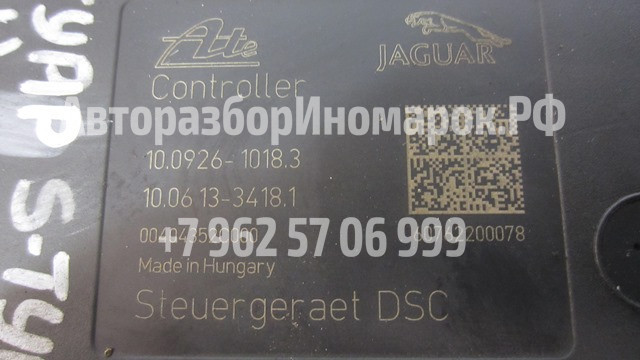 Ate JAGUAR
Controller
АвторазборИномарок.РФ
10.0926-1018.3
10.0613-3418.1
+7 962 57 06 999
60762200078
Made in Hungary
Steuergeraet DSC